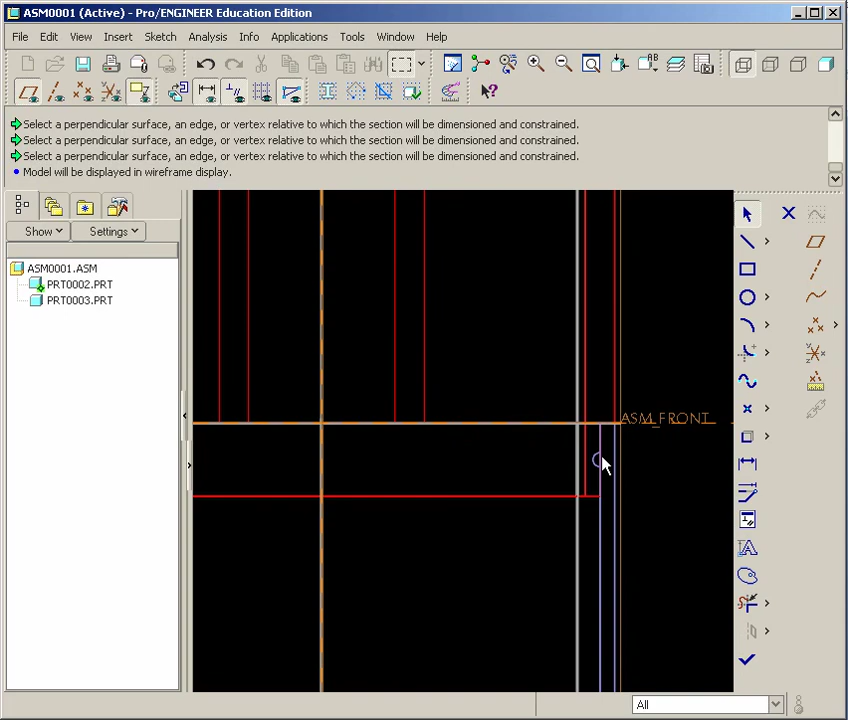 ASM0001 (Active) - Pro/ENGINEER Education Edition
File Edit View Insert Sketch Analysis Info Applications Tools Window Help
Select a perpendicular surface, an edge, or vertex relative to which the section will be dimensioned and constrained.
Select a perpendicular surface, an edge, or vertex relative to which the section will be dimensioned and constrained.
Select a perpendicular surface, an edge, or vertex relative to which the section will be dimensioned and constrained.
Model will be displayed in wireframe display.
Show Settings
ASM0001.ASM
PRT0002.PRT
PRT0003.PRT
ASM_FRONT
All